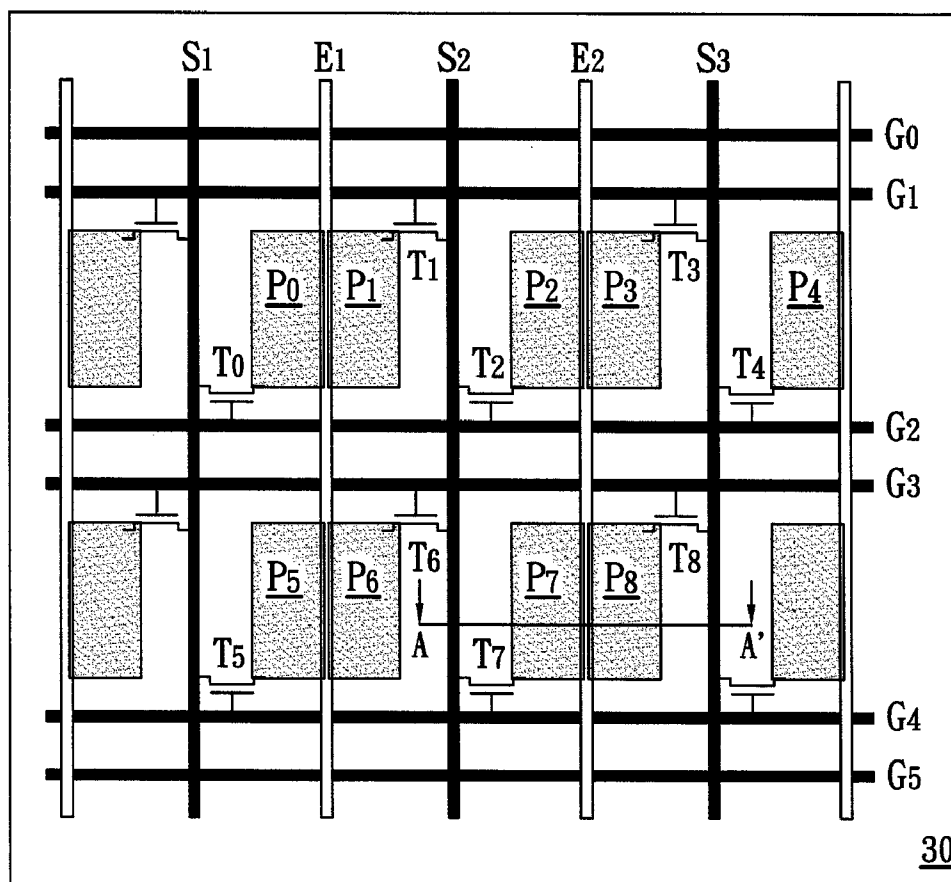 S1 E1 S2 E2 S3
G0
G1
T1 T3
P0 P1 P2 P3 P4
T0 T2 T4
G2
G3
T6 T8
P5 P6 P7 P8
A A'
T5 T7
G4
G5
30